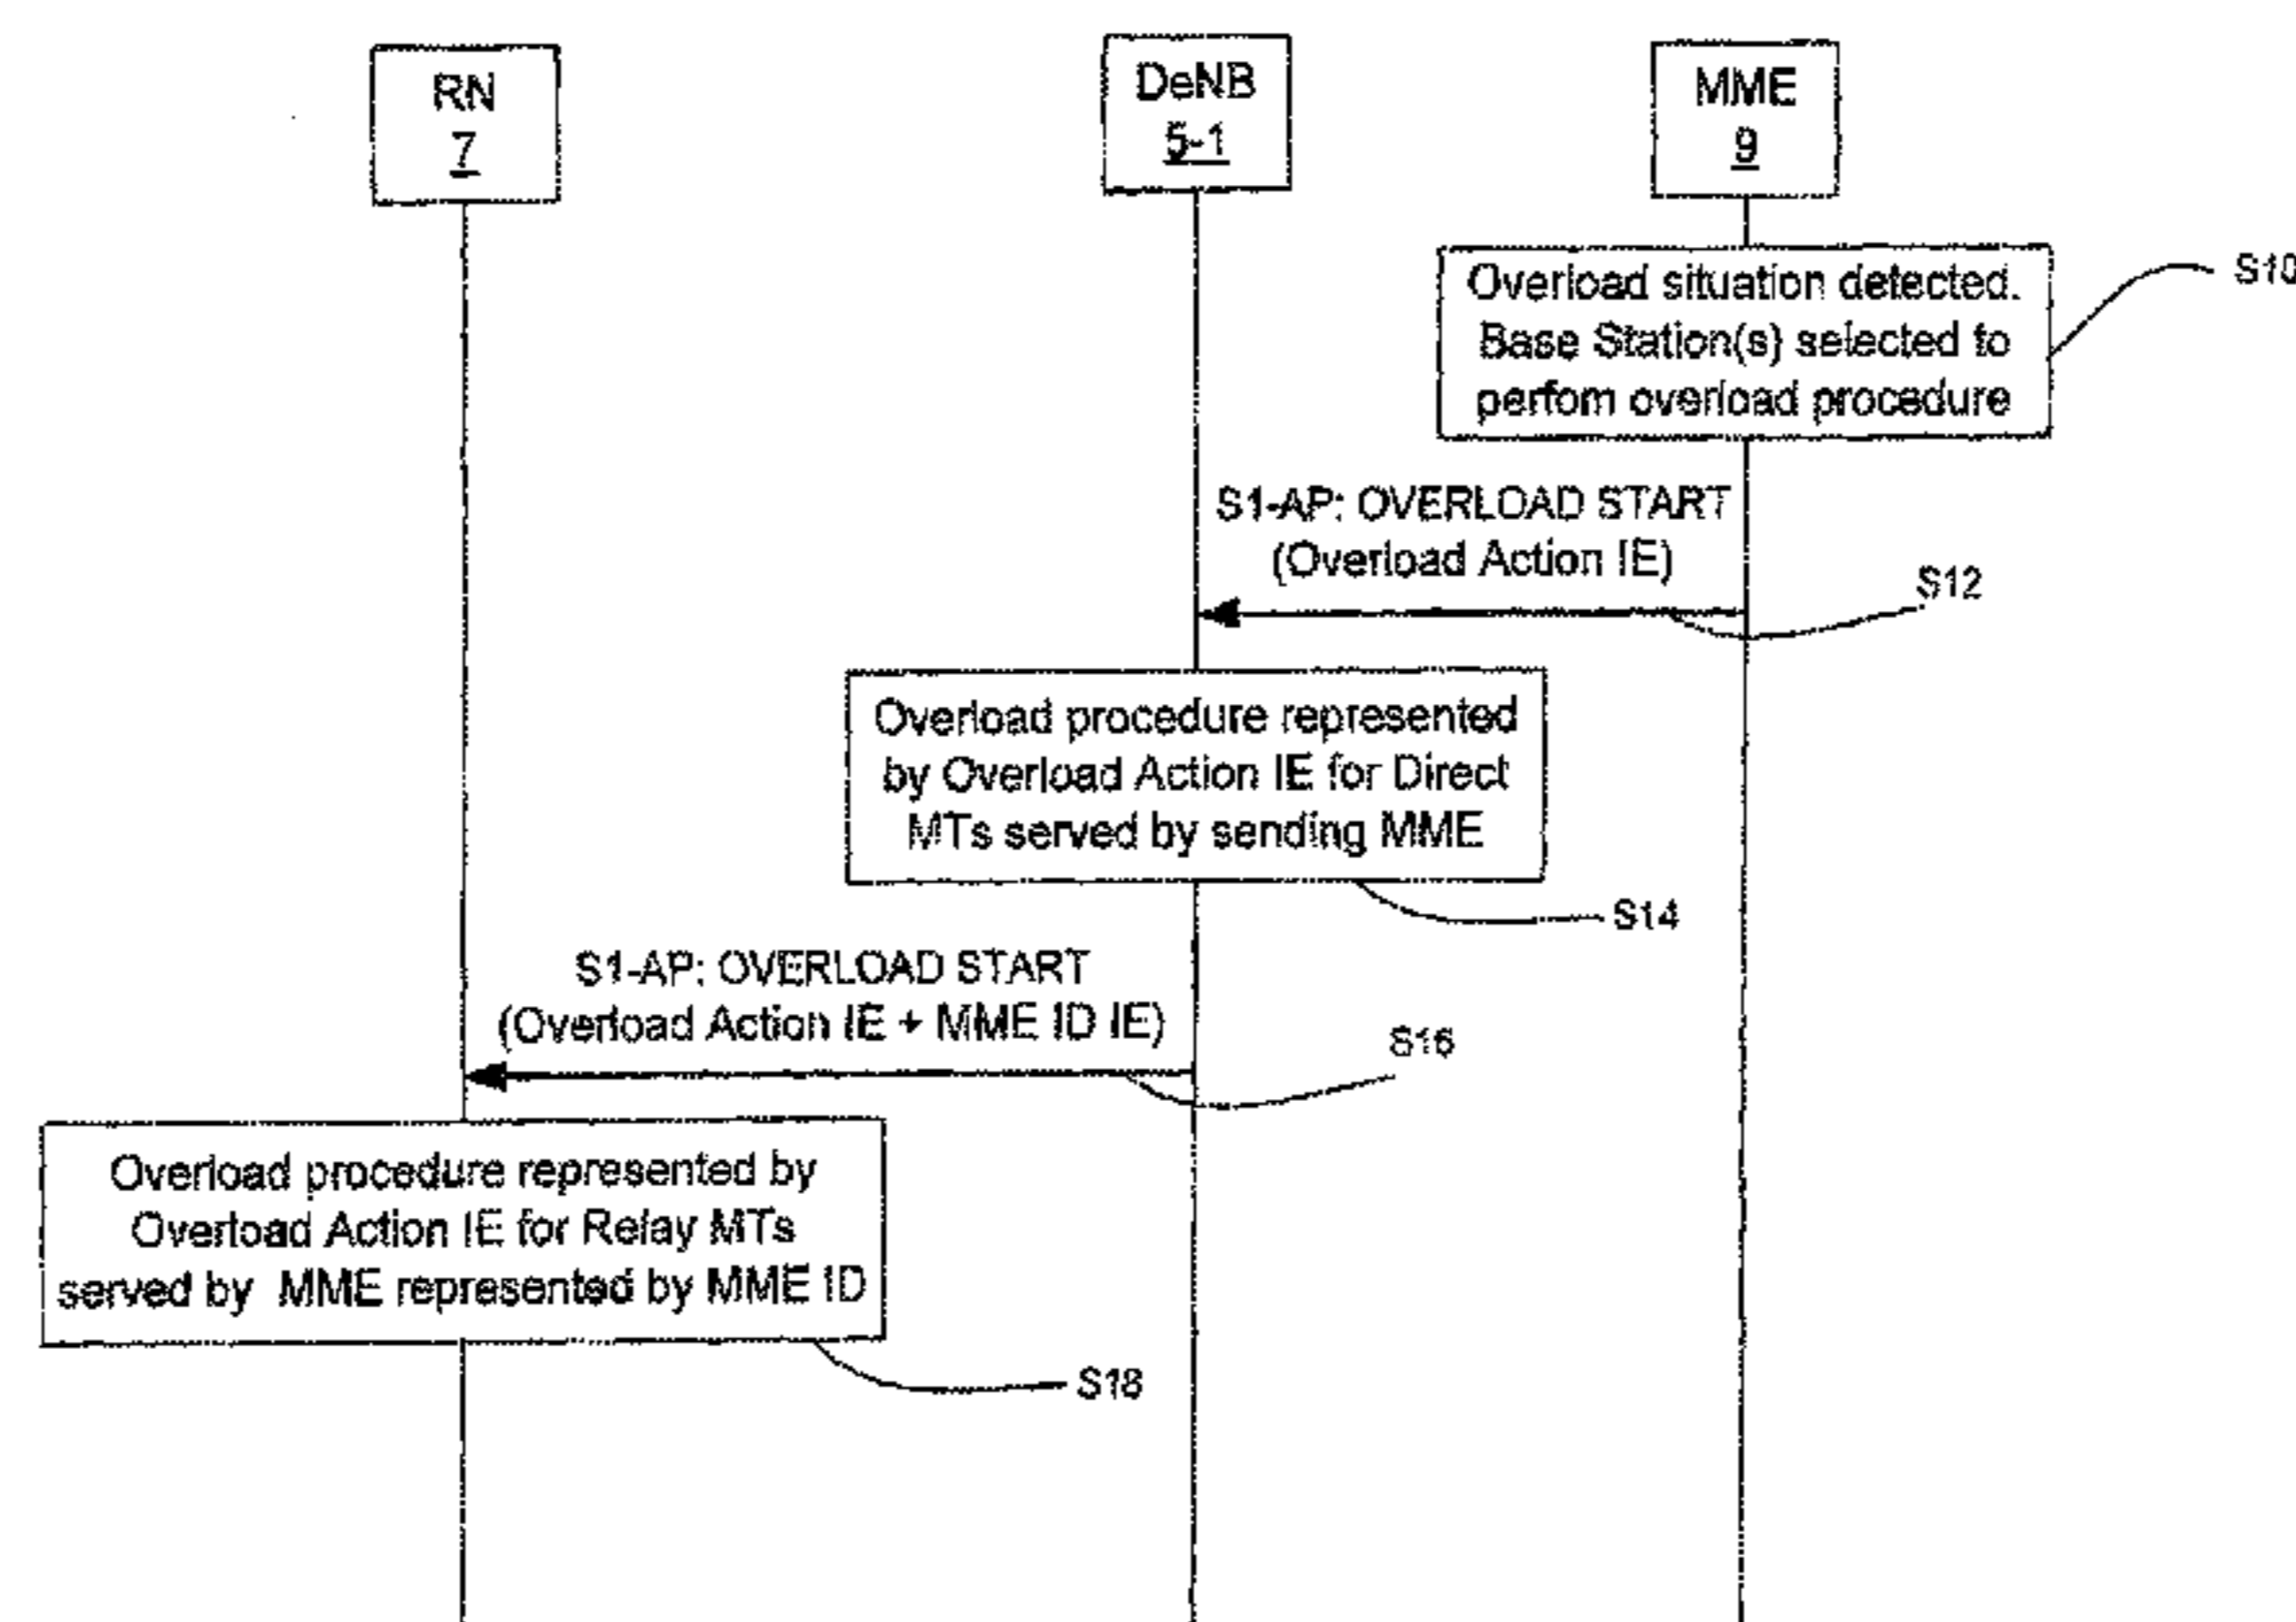 RN
7
DeNB
5-1
MME
9
Overload situation detected.
Base Station(s) selected to
perfom overload procedure
S10
S1-AP: OVERLOAD START
(Overload Action IE)
S12
Overload procedure represented
by Overload Action IE for Direct
MTs served by sending MME
S14
S1-AP: OVERLOAD START
(Overload Action IE + MME ID IE)
S16
Overload procedure represented by
Overload Action IE for Relay MTs
served by MME represented by MME ID
S18